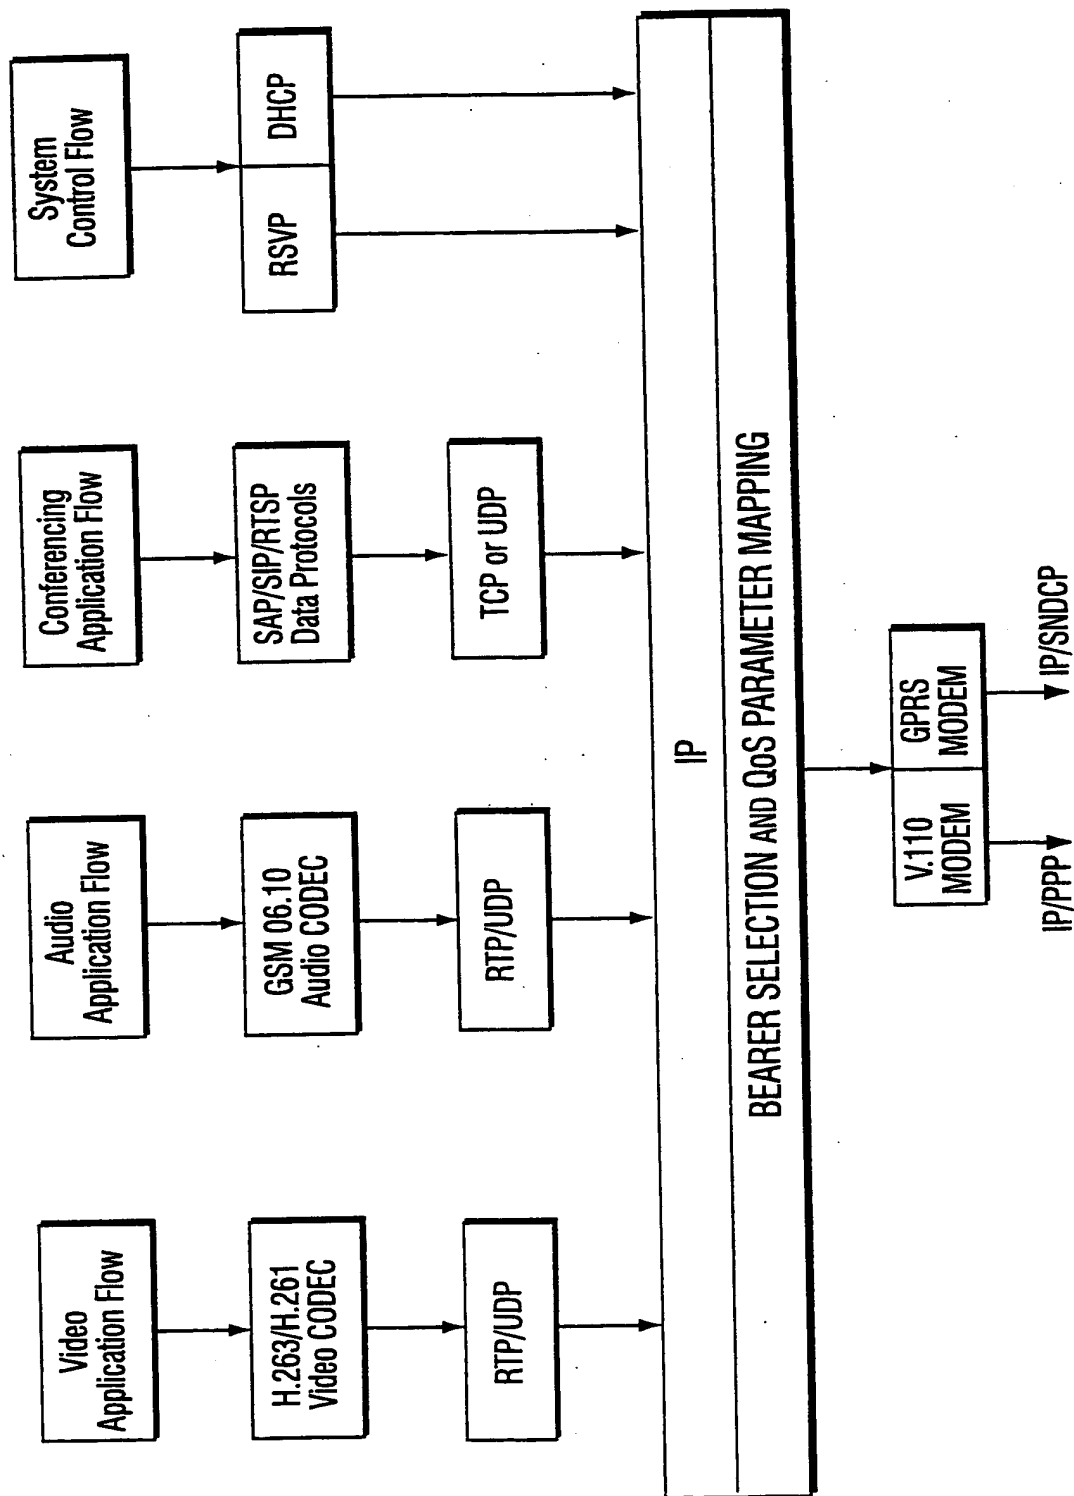 Video
Application Flow
H.263/H.261
Video CODEC
RTP/UDP
Audio
Application Flow
GSM 06.10
Audio CODEC
RTP/UDP
Conferencing
Application Flow
SAP/SIP/RTSP
Data Protocols
TCP or UDP
System
Control Flow
RSVP
DHCP
IP
BEARER SELECTION AND QoS PARAMETER MAPPING
V.110
MODEM
GPRS
MODEM
IP/PPP
IP/SNDCP